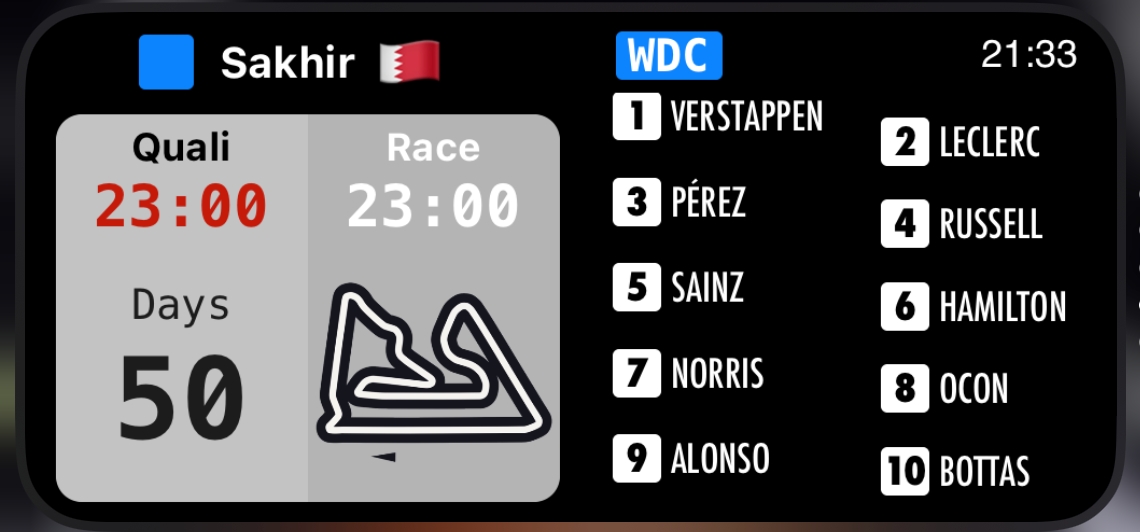 Sakhir
Quali
23:00
Race
23:00
Days
50
WDC
21:33
1 VERSTAPPEN
2 LECLERC
3 PÉREZ
4 RUSSELL
5 SAINZ
6 HAMILTON
7 NORRIS
8 OCON
9 ALONSO
10 BOTTAS